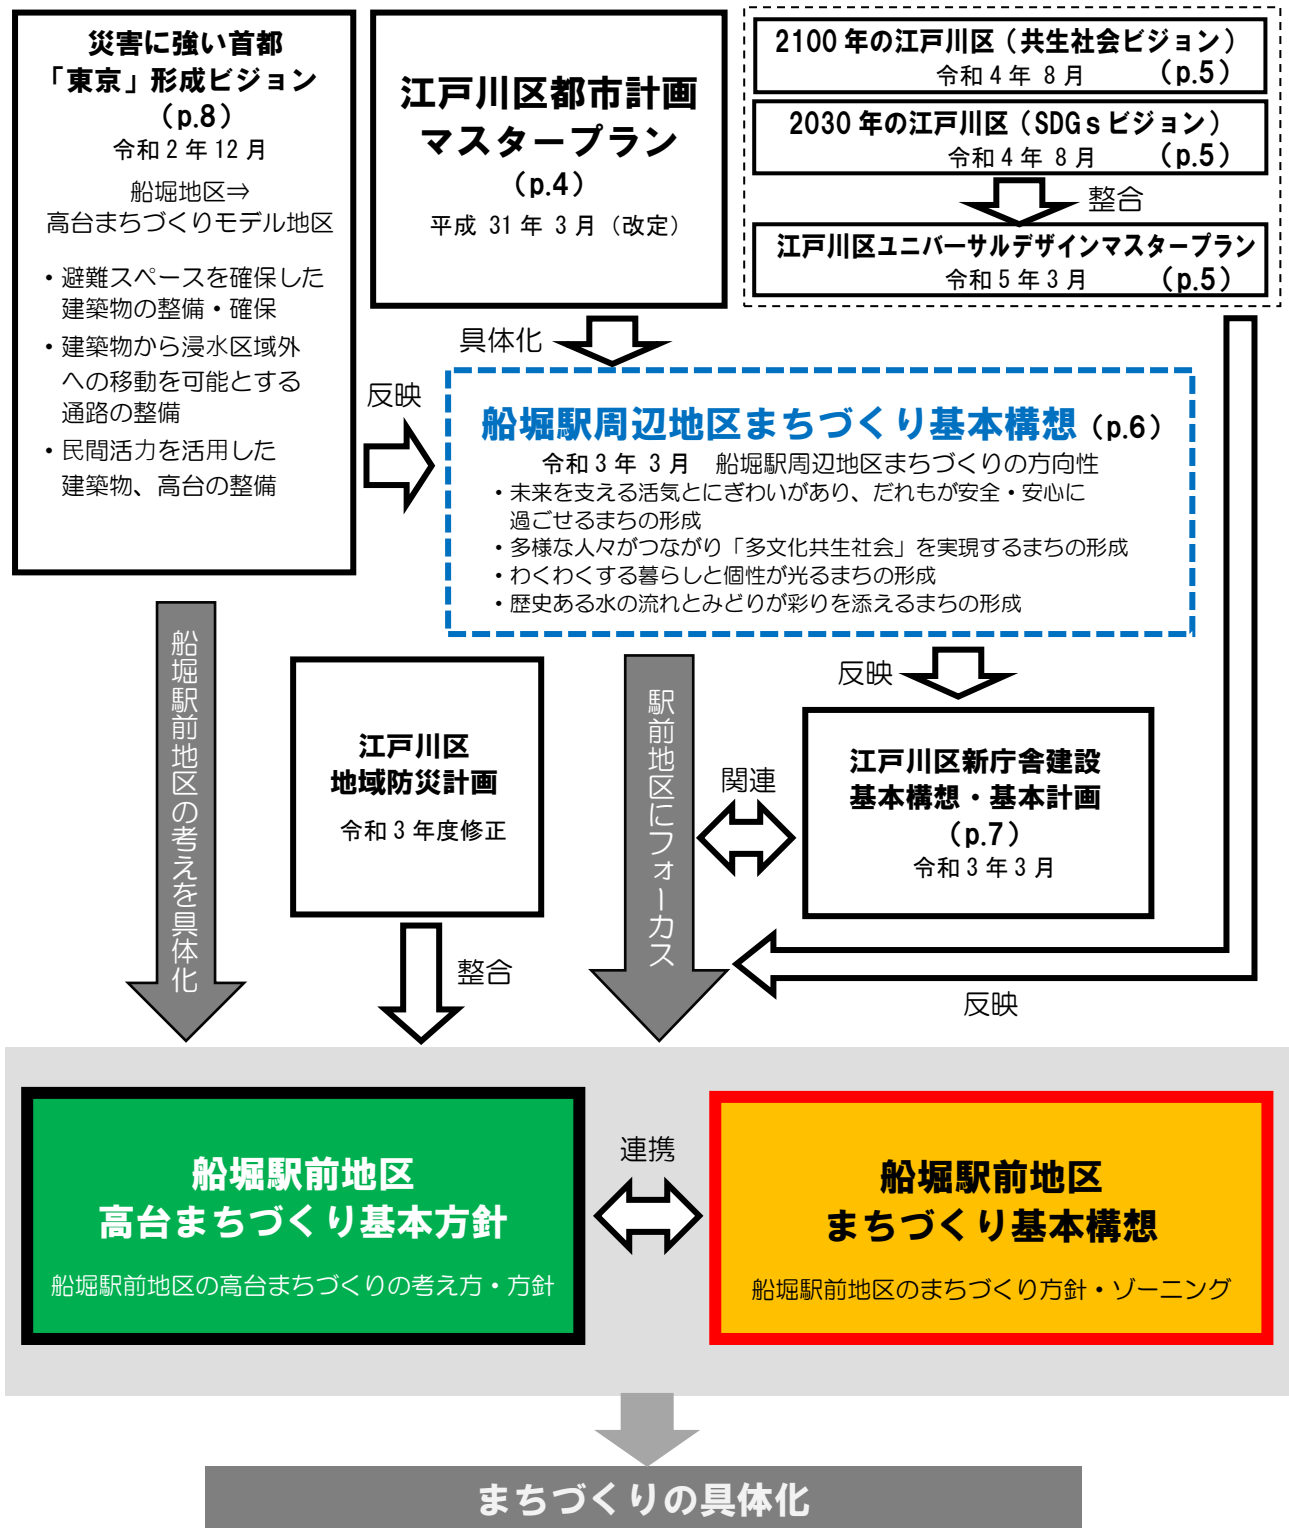 災害に強い首都
「東京」形成ビジョン
（p.8）
令和２年 12 月
船堀地区⇒
高台まちづくりモデル地区
・避難スペースを確保した
建築物の整備・確保
・建築物から浸水区域外
への移動を可能とする
通路の整備
・民間活力を活用した
建築物、高台の整備
江戸川区都市計画
マスタープラン
（p.4）
平成 31 年 3 月（改定）
2100 年の江戸川区（共生社会ビジョン）
令和４年 8 月 （p.5）
2030 年の江戸川区（SDGｓビジョン）
令和４年 8 月 （p.5）
整合
江戸川区ユニバーサルデザインマスタープラン
令和５年３月 （p.5）
具体化
反映
船堀駅周辺地区まちづくり基本構想（p.6）
令和３年 3 月 船堀駅周辺地区まちづくりの方向性
・未来を支える活気とにぎわいがあり、だれもが安全・安心に
過ごせるまちの形成
・多様な人々がつながり「多文化共生社会」を実現するまちの形成
・わくわくする暮らしと個性が光るまちの形成
・歴史ある水の流れとみどりが彩りを添えるまちの形成
船堀駅前地区の考えを具体化
江戸川区
地域防災計画
令和３年度修正
整合
駅前地区にフォーカス
反映
関連
江戸川区新庁舎建設
基本構想・基本計画
（p.7）
令和３年３月
反映
船堀駅前地区
高台まちづくり基本方針
船堀駅前地区の高台まちづくりの考え方・方針
連携
船堀駅前地区
まちづくり基本構想
船堀駅前地区のまちづくり方針・ゾーニング
まちづくりの具体化